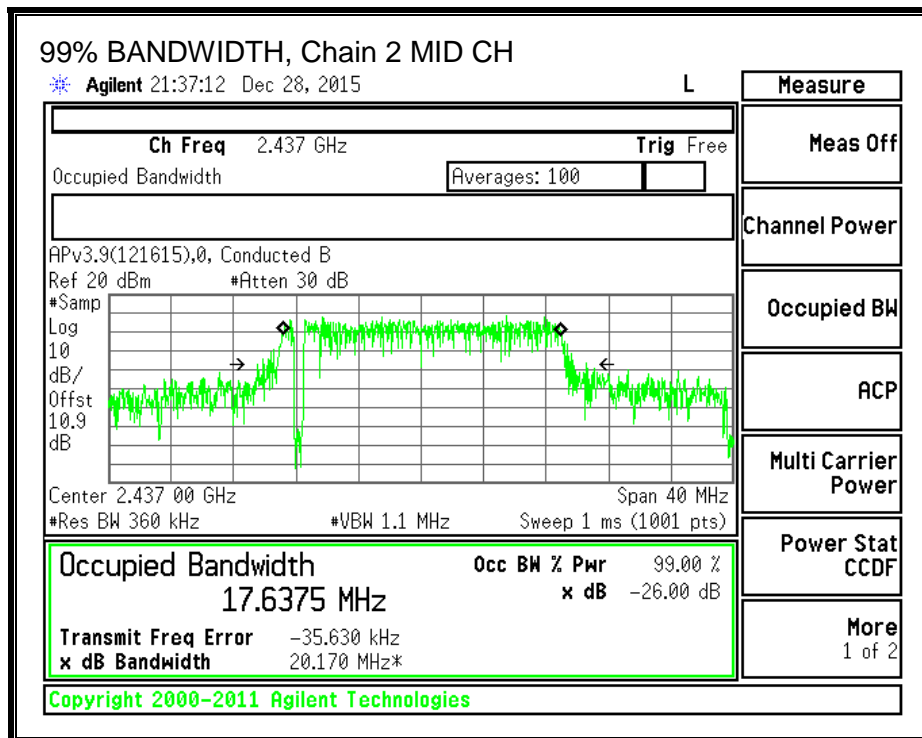 99% BANDWIDTH, Chain 2 MID CH
Agilent 21:37:12 Dec 28, 2015 L
Measure
Ch Freq 2.437 GHz Trig Free
Occupied Bandwidth Averages: 100
APv3.9(121615),0, Conducted B
Ref 20 dBm #Atten 30 dB
#Samp
Log
10
dB/
Offst
10.9
dB
Center 2.437 00 GHz Span 40 MHz
#Res BW 360 kHz #VBW 1.1 MHz Sweep 1 ms (1001 pts)
Occupied Bandwidth Occ BW % Pwr 99.00 %
17.6375 MHz x dB -26.00 dB
Transmit Freq Error -35.630 kHz
x dB Bandwidth 20.170 MHz*
Meas Off
Channel Power
Occupied BW
ACP
Multi Carrier
Power
Power Stat
CCDF
More
1 of 2
Copyright 2000-2011 Agilent Technologies